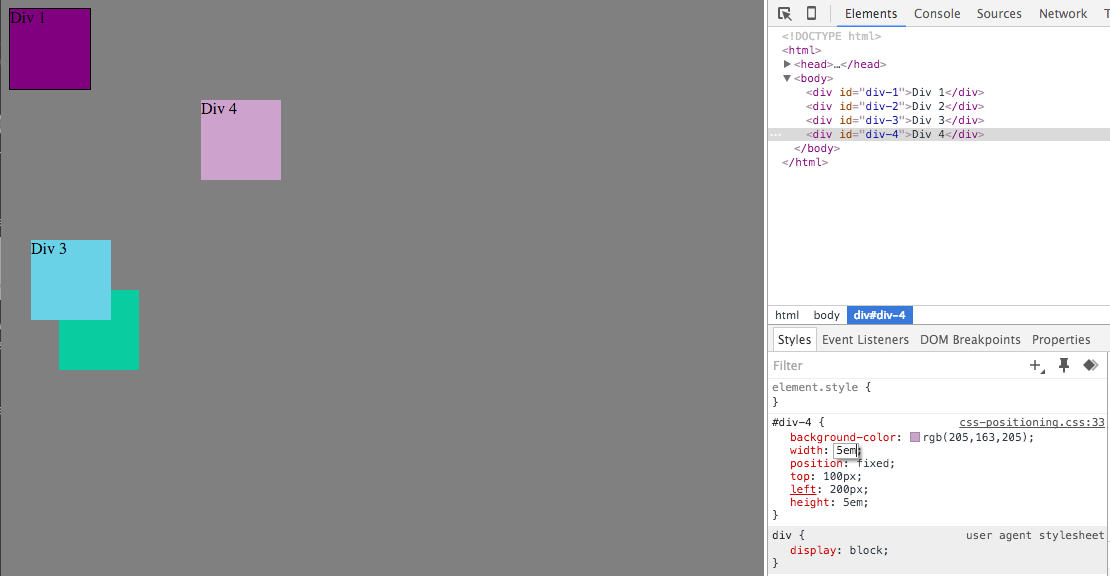 Div 1
Div 4
Div 3
Elements Console Sources Network T
<!DOCTYPE html>
<html>
▶<head>…</head>
▼<body>
<div id="div-1">Div 1</div>
<div id="div-2">Div 2</div>
<div id="div-3">Div 3</div>
… <div id="div-4">Div 4</div>
</body>
</html>
html body div#div-4
Styles Event Listeners DOM Breakpoints Properties
Filter
element.style {
}
#div-4 { css-positioning.css:33
background-color: rgb(205,163,205);
width: 5em;
position: fixed;
top: 100px;
left: 200px;
height: 5em;
}
div { user agent stylesheet
display: block;
}